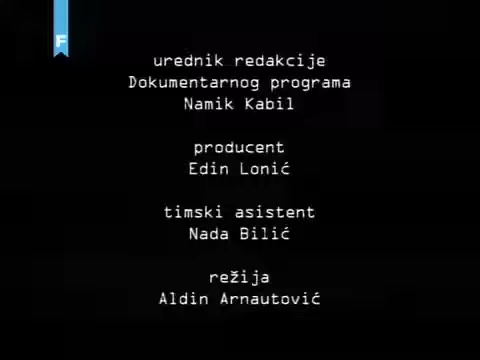 F
urednik redakcije
Dokumentarnog programa
Namik Kabil
producent
Edin Lonić
timski asistent
Nada Bilić
režija
Aldin Arnautović